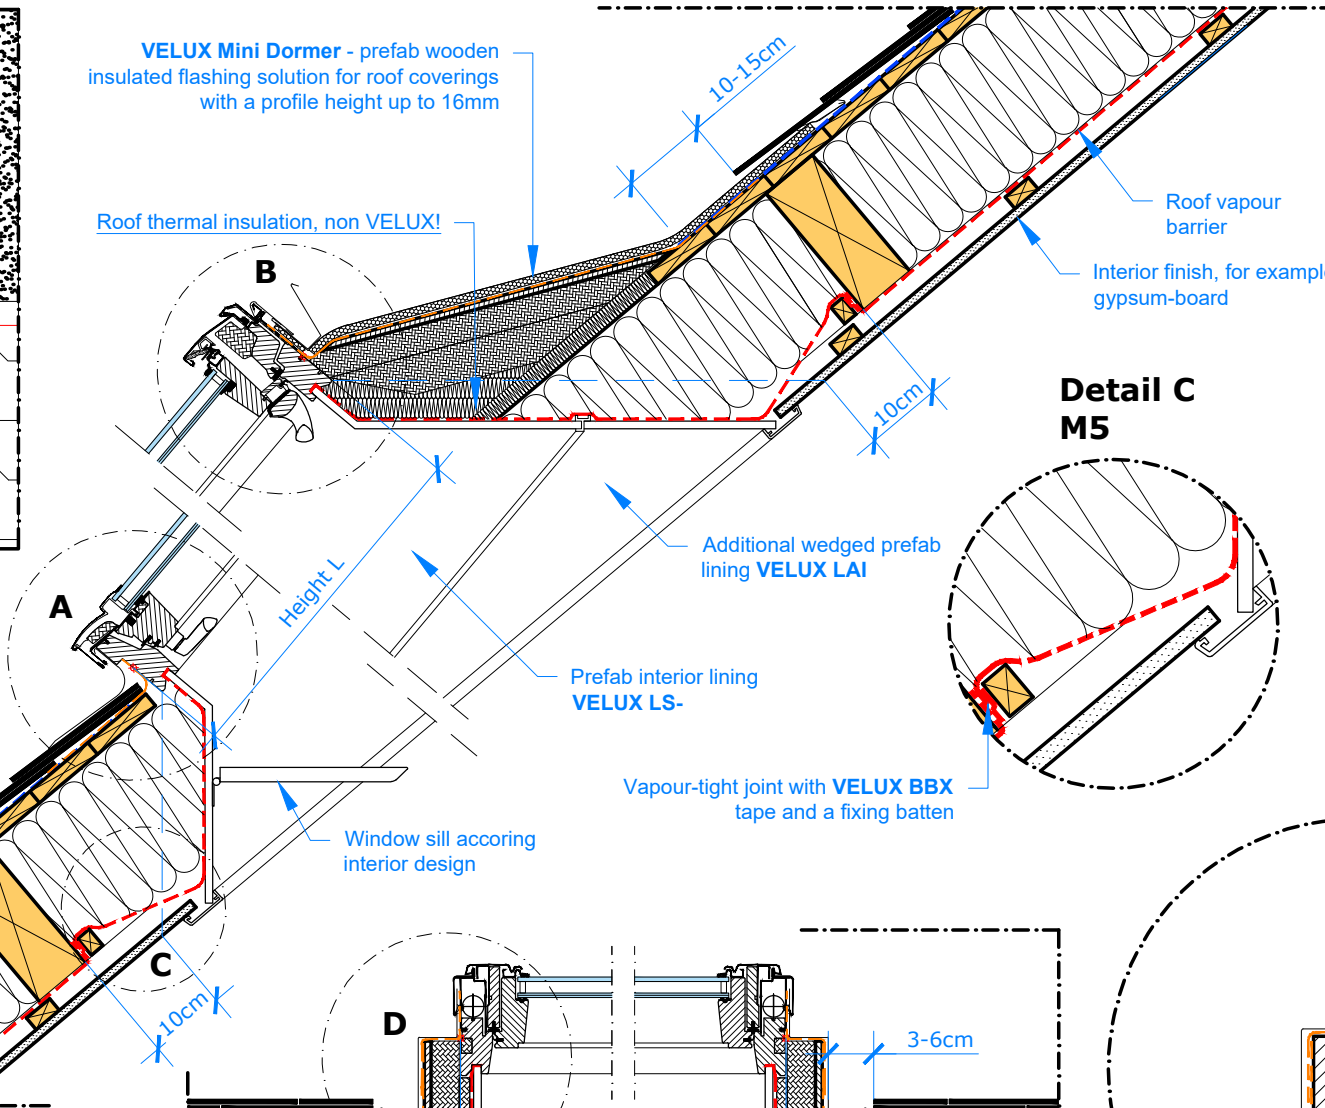 VELUX Mini Dormer - prefab wooden
insulated flashing solution for roof coverings
with a profile height up to 16mm
10-15cm
Roof thermal insulation, non VELUX!
B
Roof vapour
barrier
Interior finish, for exampl
gypsum-board
10cm
Detail C
M5
Additional wedged prefab
lining VELUX LAI
Height L
A
Prefab interior lining
VELUX LS-
Vapour-tight joint with VELUX BBX
tape and a fixing batten
Window sill accoring
interior design
C
10cm
D
3-6cm